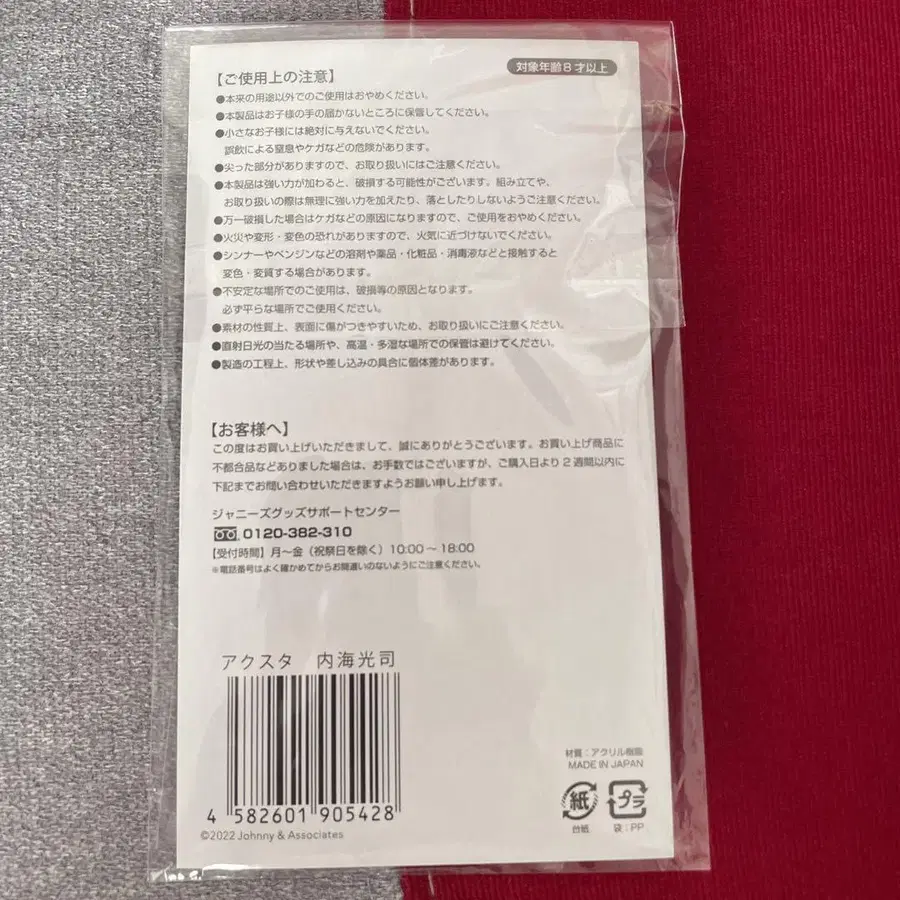 【ご使用上の注意】
対象年齢8才以上
●本来の用途以外でのご使用はおやめください。
●本製品はお子様の手の届かないところに保管してください。
●小さなお子様には絶対に与えないでください。
誤飲による窒息やケガなどの危険があります。
●尖った部分がありますので、お取り扱いにはご注意ください。
●本製品は強い力が加わると、破損する可能性がございます。組み立てや、
お取り扱いの際は無理に強い力を加えたり、落としたりしないようご注意ください。
●万一破損した場合はケガなどの原因になりますので、ご使用をおやめください。
●火災や変形・変色の恐れがありますので、火気に近づけないでください。
●シンナーやベンジンなどの溶剤や薬品・化粧品・消毒液などと接触すると
変色・変質する場合があります。
●不安定な場所でのご使用は、破損等の原因となります。
必ず平らな場所でご使用ください。
●素材の性質上、表面に傷がつきやすいため、お取り扱いにご注意ください。
●直射日光の当たる場所や、高温・多湿な場所での保管は避けてください。
●製造の工程上、形状や差し込みの具合に個体差があります。
【お客様へ】
この度はお買い上げいただきまして、誠にありがとうございます。お買い上げ商品に
不都合品などありました場合は、お手数ではございますが、ご購入日より2週間以内に
下記までお問い合わせいただきますようお願い申し上げます。
ジャニーズグッズサポートセンター
0120-382-310
【受付時間】月〜金（祝祭日を除く）10:00〜18:00
※電話番号はよく確かめてからお間違いのないようにご注意ください。
アクスタ 内海光司
4 582601 905428
©2022 Johnny & Associates
材質：アクリル樹脂
MADE IN JAPAN
紙
プラ
台紙
袋：PP